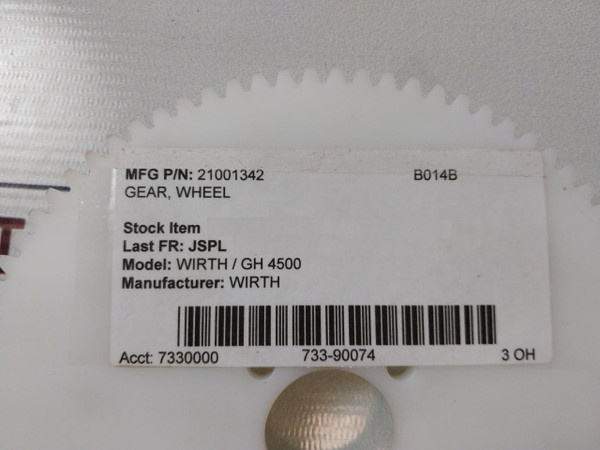 MFG P/N: 21001342 B014B
GEAR, WHEEL
Stock Item
Last FR: JSPL
Model: WIRTH / GH 4500
Manufacturer: WIRTH
Acct: 7330000 733-90074 3 OH